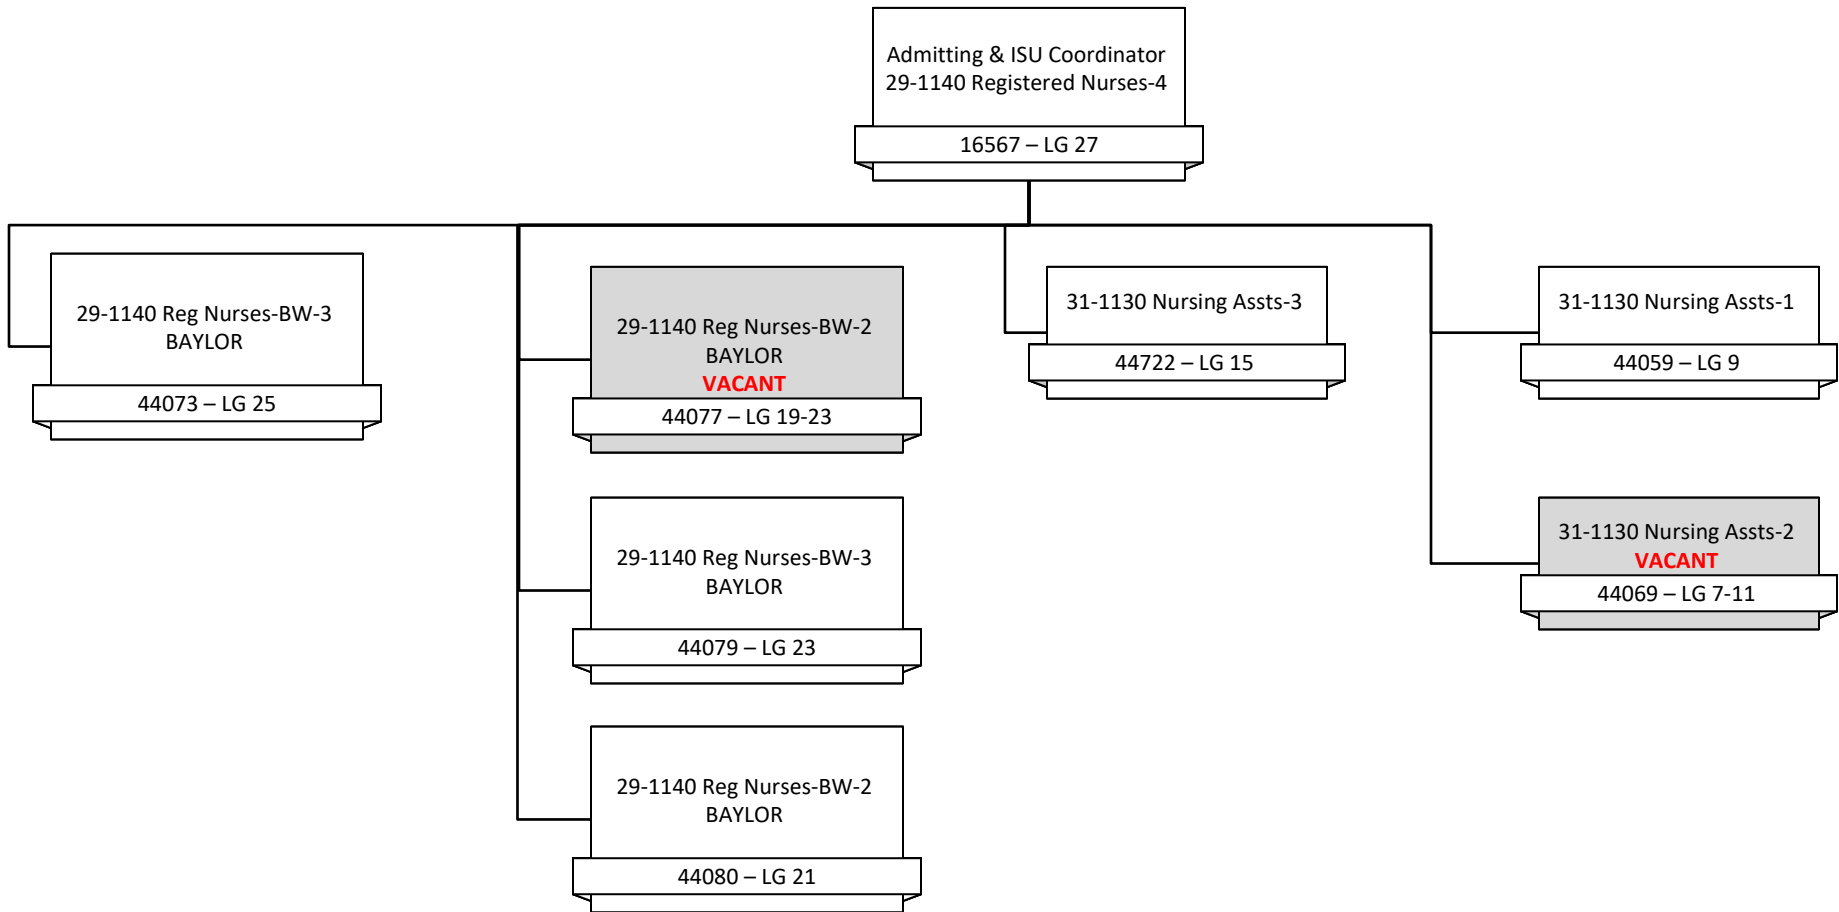 Admitting & ISU Coordinator
29-1140 Registered Nurses-4
16567 – LG 27
29-1140 Reg Nurses-BW-3
BAYLOR
44073 – LG 25
29-1140 Reg Nurses-BW-2
BAYLOR
VACANT
44077 – LG 19-23
31-1130 Nursing Assts-3
44722 – LG 15
31-1130 Nursing Assts-1
44059 – LG 9
29-1140 Reg Nurses-BW-3
BAYLOR
44079 – LG 23
31-1130 Nursing Assts-2
VACANT
44069 – LG 7-11
29-1140 Reg Nurses-BW-2
BAYLOR
44080 – LG 21